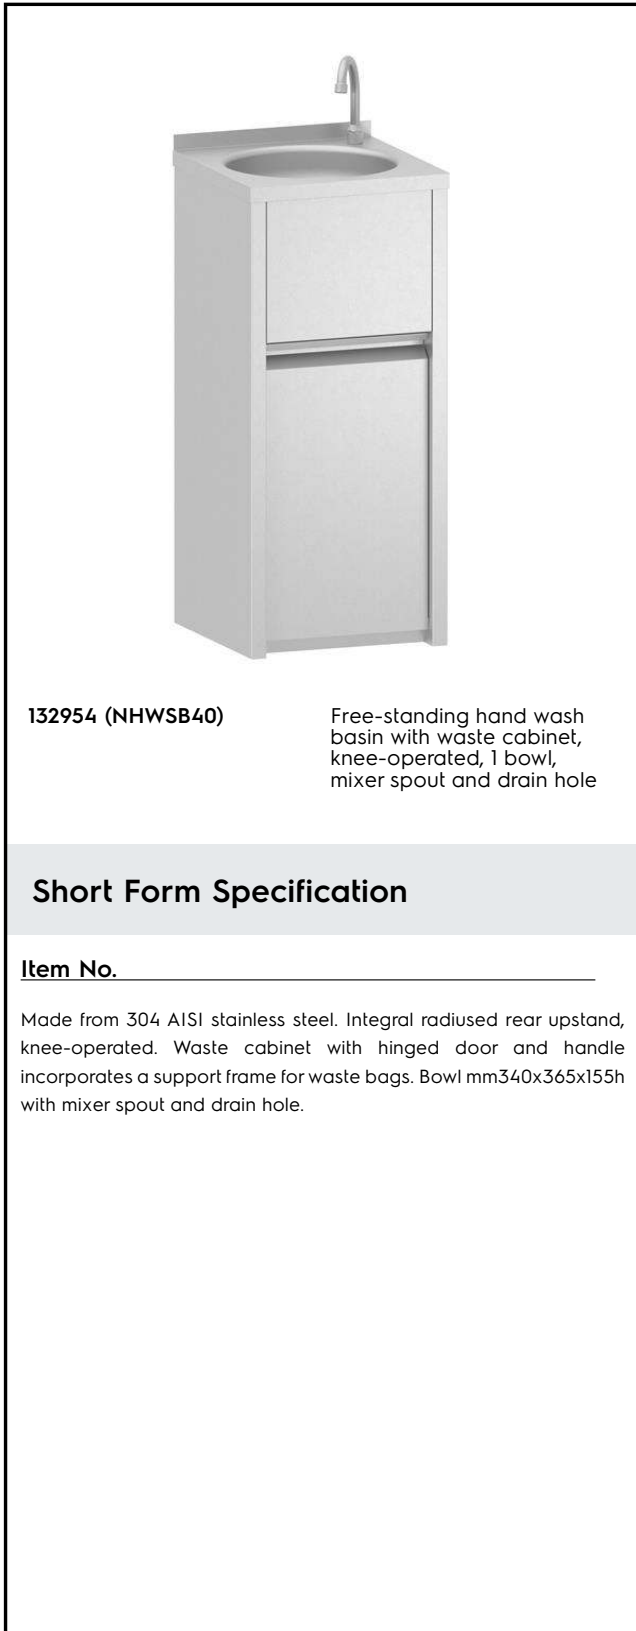 132954 (NHWSB40)
Free-standing hand wash
basin with waste cabinet,
knee-operated, 1 bowl,
mixer spout and drain hole
Short Form Specification
Item No.
Made from 304 AISI stainless steel. Integral radiused rear upstand,
knee-operated. Waste cabinet with hinged door and handle
incorporates a support frame for waste bags. Bowl mm340x365x155h
with mixer spout and drain hole.